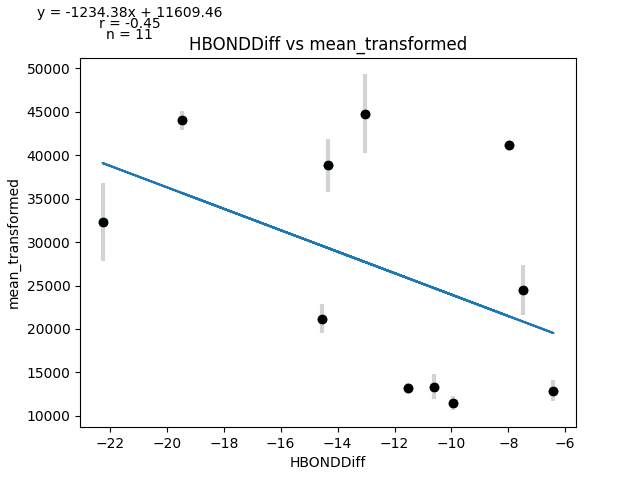 y = -1234.38x + 11609.46
r = -0.45
n = 11
HBONDDiff vs mean_transformed
50000
45000
40000
35000
30000
25000
20000
15000
10000
mean_transformed
−22 −20 −18 −16 −14 −12 −10 −8 −6
HBONDDiff